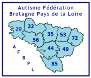 Autisme Fédération
Bretagne Pays de la Loire
22
29
35
53
72
56
44
49
85
A
F
B
P
L